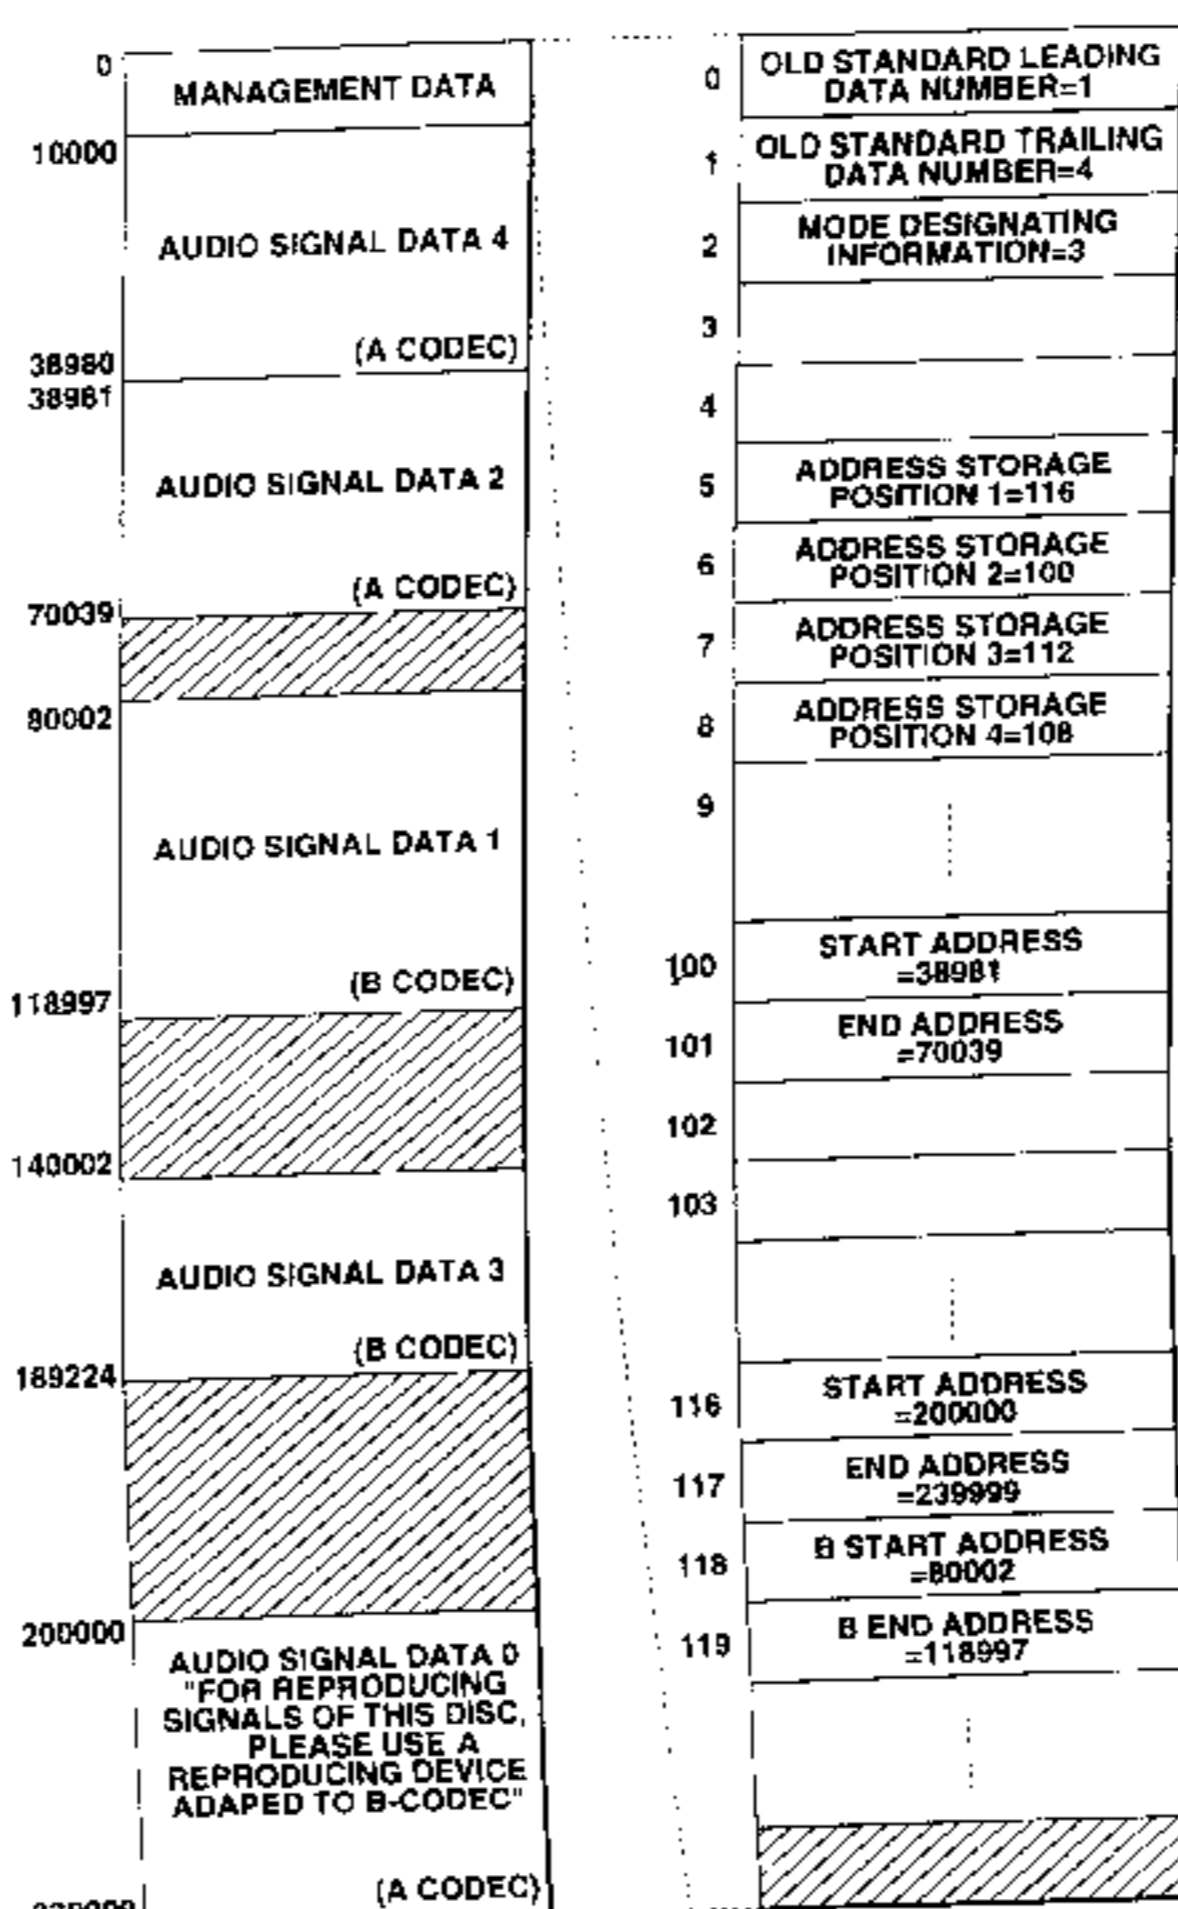 0
MANAGEMENT DATA
10000
AUDIO SIGNAL DATA 4
(A CODEC)
38980
38981
AUDIO SIGNAL DATA 2
(A CODEC)
70039
80002
AUDIO SIGNAL DATA 1
(B CODEC)
118997
140002
AUDIO SIGNAL DATA 3
(B CODEC)
189224
200000
AUDIO SIGNAL DATA 0
"FOR REPRODUCING
SIGNALS OF THIS DISC,
PLEASE USE A
REPRODUCING DEVICE
ADAPED TO B-CODEC"
(A CODEC)
0
OLD STANDARD LEADING
DATA NUMBER=1
1
OLD STANDARD TRAILING
DATA NUMBER=4
2
MODE DESIGNATING
INFORMATION=3
3
4
5
ADDRESS STORAGE
POSITION 1=116
6
ADDRESS STORAGE
POSITION 2=100
7
ADDRESS STORAGE
POSITION 3=112
8
ADDRESS STORAGE
POSITION 4=108
9
100
START ADDRESS
=38981
101
END ADDRESS
=70039
102
103
116
START ADDRESS
=200000
117
END ADDRESS
=239999
118
B START ADDRESS
=80002
119
B END ADDRESS
=118997